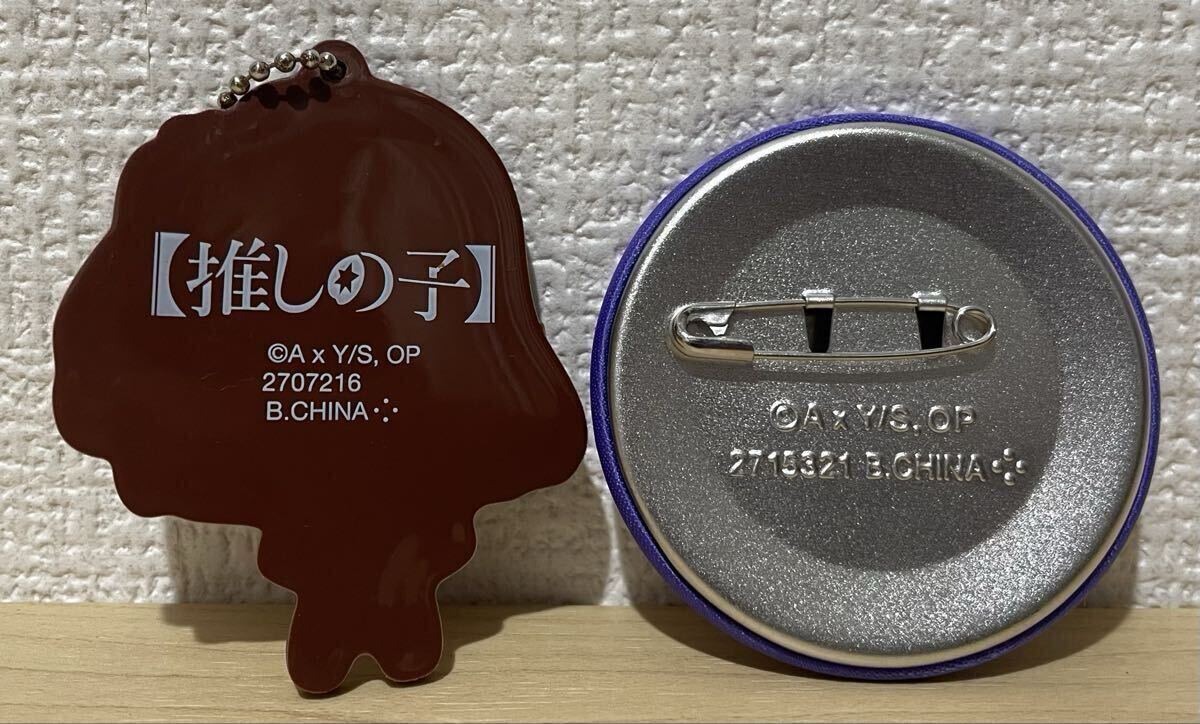 【推しの子】
©A x Y/S, OP
2707216
B.CHINA
©A x Y/S, OP
2715321 B.CHINA